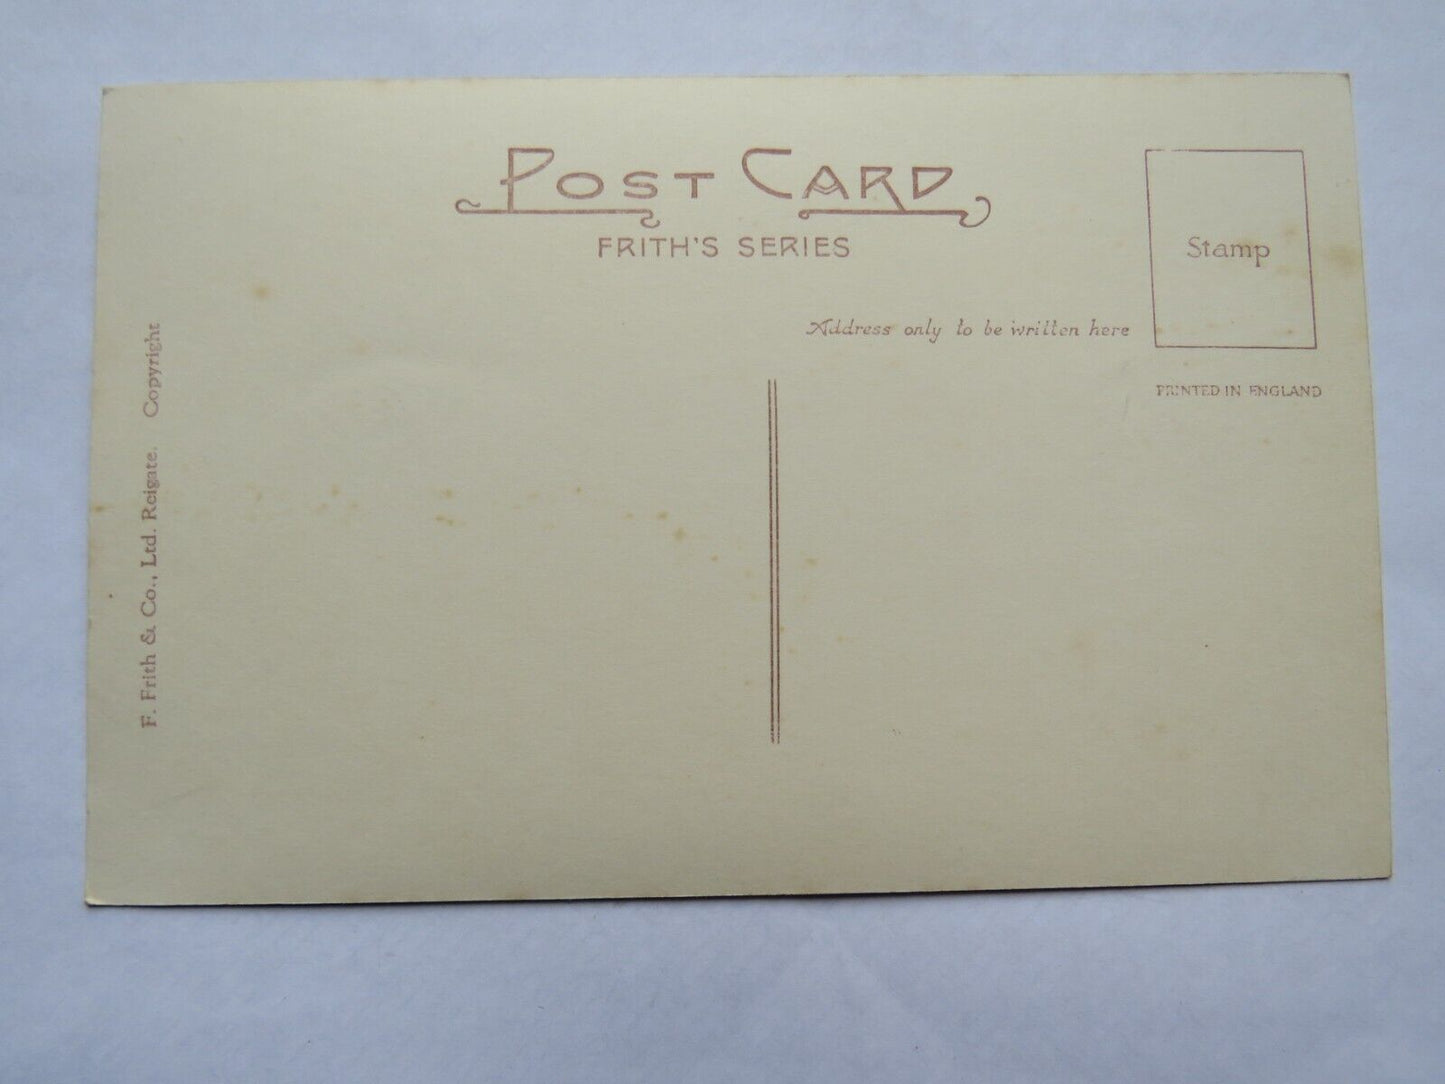 POST CARD
FRITH'S SERIES
Stamp
Address only to be written here
PRINTED IN ENGLAND
F. Frith & Co., Ltd. Reigate. Copyright